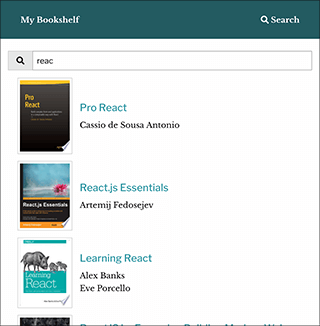 My Bookshelf
Search
reac
Pro
React
Pro React
Cassio de Sousa Antonio
React.js Essentials
React.js Essentials
Artemij Fedosejev
Learning
React
Learning React
Alex Banks
Eve Porcello